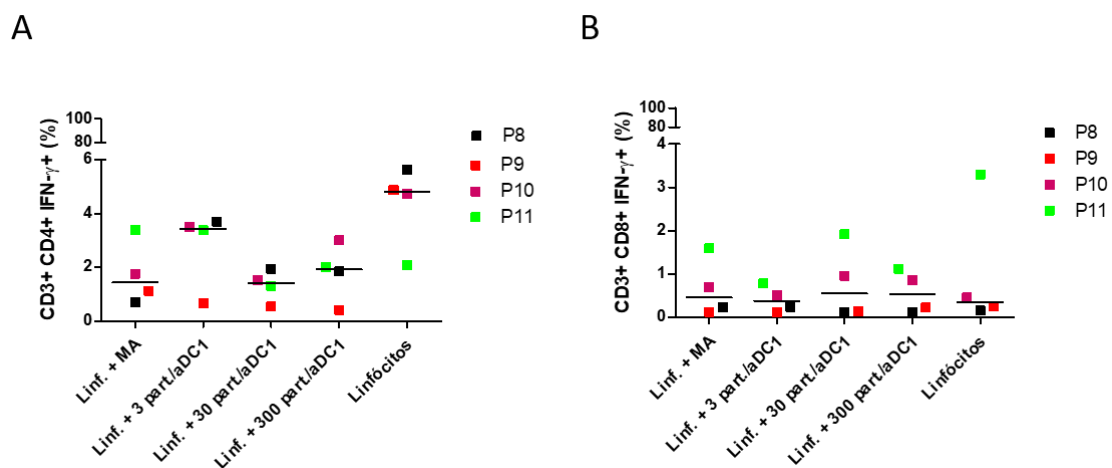 A
CD3+ CD4+ IFN-γ+ (%)
100
80
6
4
2
0
Linf. + MA
Linf. + 3 part./aDC1
Linf. + 30 part./aDC1
Linf. + 300 part./aDC1
Linfócitos
P8
P9
P10
P11
B
CD3+ CD8+ IFN-γ+ (%)
100
80
4
3
2
1
0
Linf. + MA
Linf. + 3 part./aDC1
Linf. + 30 part./aDC1
Linf. + 300 part./aDC1
Linfócitos
P8
P9
P10
P11